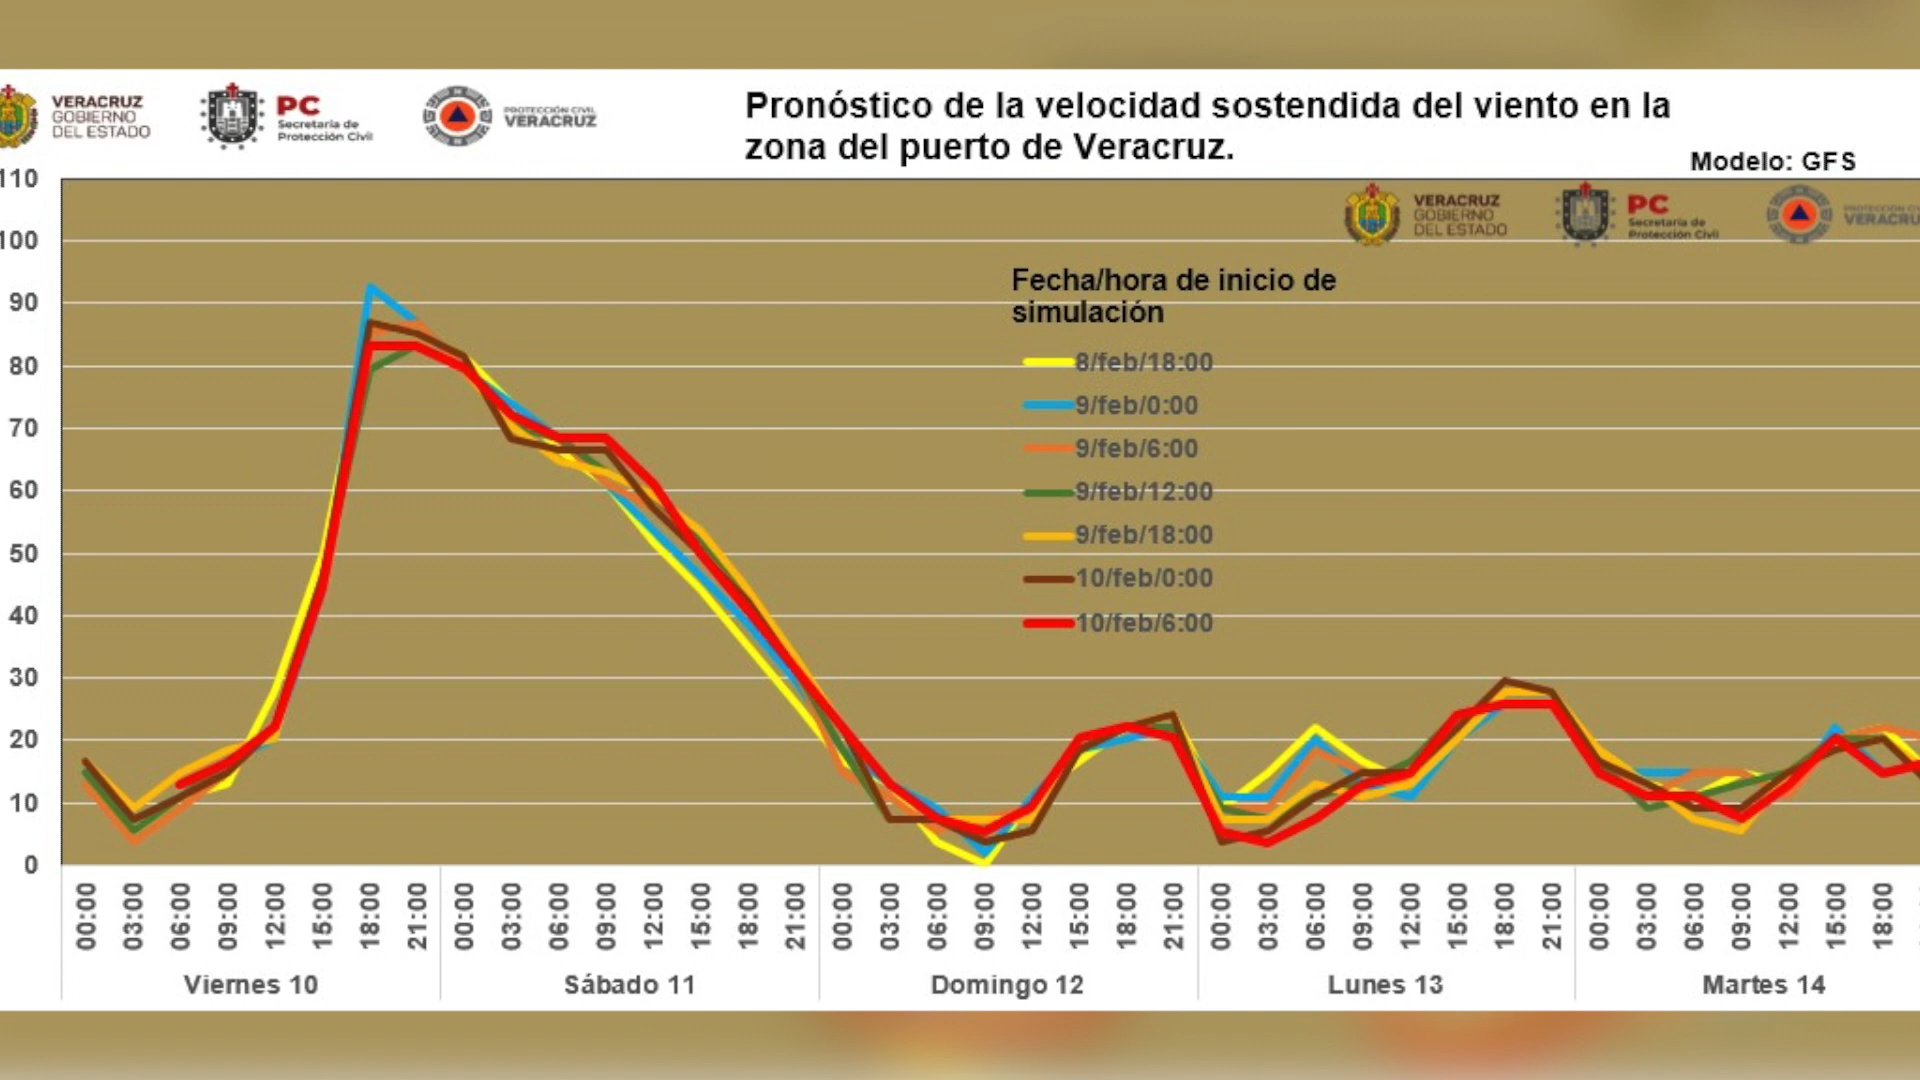 VERACRUZ
GOBIERNO
DEL ESTADO
PC
Secretaría de
Protección Civil
PROTECCIÓN CIVIL
VERACRUZ
Pronóstico de la velocidad sostendida del viento en la
zona del puerto de Veracruz.
Modelo: GFS
VERACRUZ
GOBIERNO
DEL ESTADO
PC
Secretaría de
Protección Civil
110
100
90
80
70
60
50
40
30
20
10
0
Fecha/hora de inicio de
simulación
8/feb/18:00
9/feb/0:00
9/feb/6:00
9/feb/12:00
9/feb/18:00
10/feb/0:00
10/feb/6:00
00:00 03:00 06:00 09:00 12:00 15:00 18:00 21:00 00:00 03:00 06:00 09:00 12:00 15:00 18:00 21:00 00:00 03:00 06:00 09:00 12:00 15:00 18:00 21:00 00:00 03:00 06:00 09:00 12:00 15:00 18:00 21:00 00:00 03:00 06:00 09:00 12:00 15:00 18:00
Viernes 10 Sábado 11 Domingo 12 Lunes 13 Martes 14